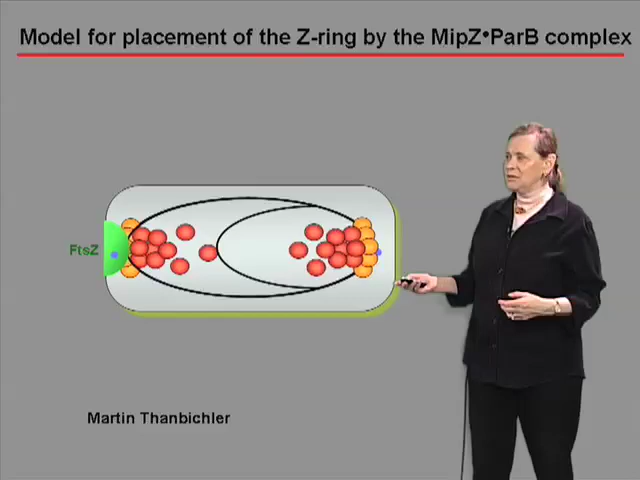 Model for placement of the Z-ring by the MipZ•ParB complex
FtsZ
Martin Thanbichler